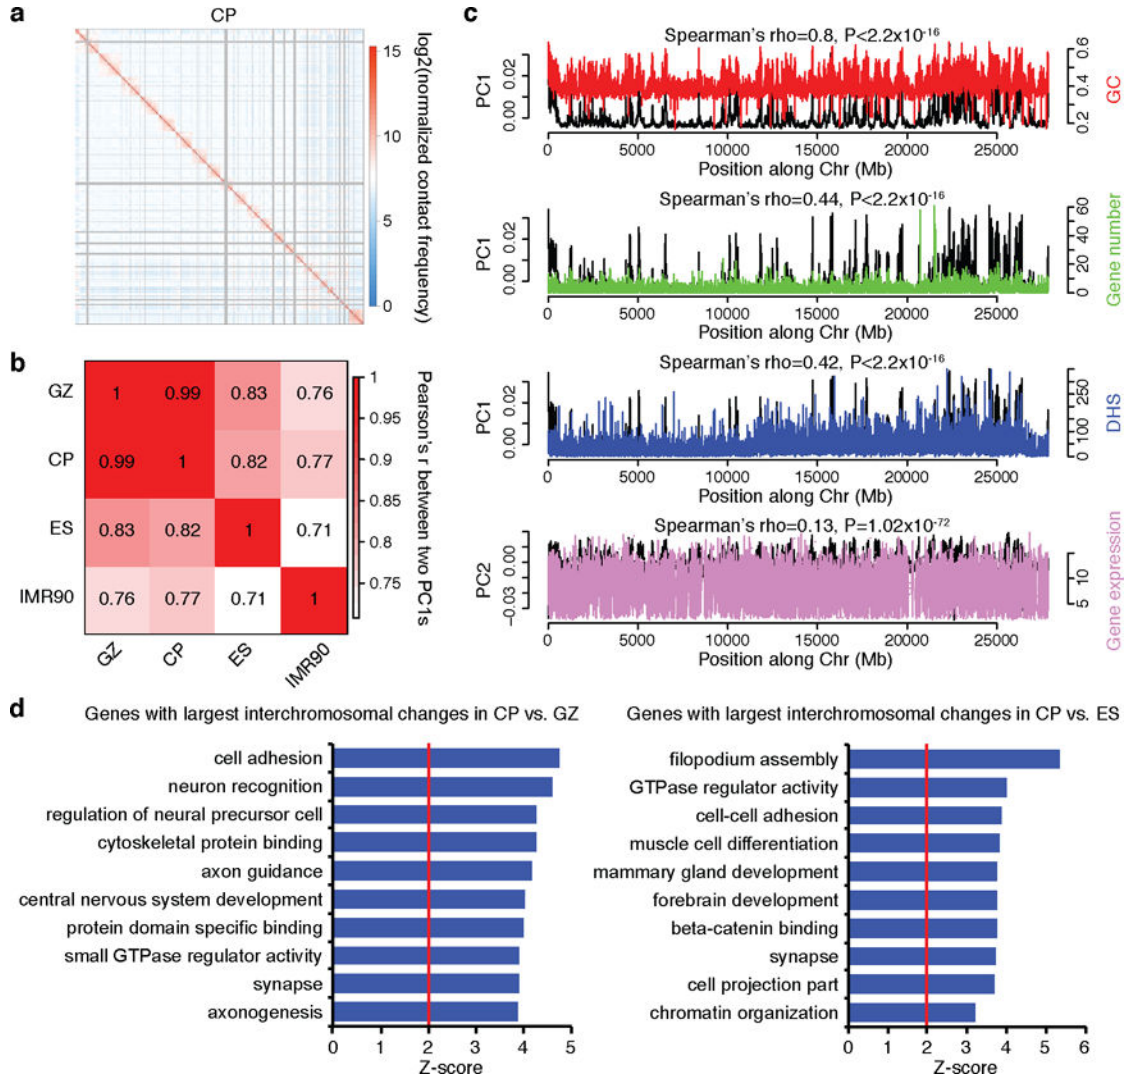 a
CP
15
10
5
0
log2(normalized contact frequency)
b
GZ
CP
ES
IMR90
1 0.99 0.83 0.76
0.99 1 0.82 0.77
0.83 0.82 1 0.71
0.76 0.77 0.71 1
GZ CP ES IMR90
1
0.95
0.9
0.85
0.8
0.75
Pearson's r between two PC1s
c
Spearman's rho=0.8, P<2.2x10-16
PC1
0.02
0.00
0.6
0.4
0.2
GC
0 5000 10000 15000 20000 25000
Position along Chr (Mb)
Spearman's rho=0.44, P<2.2x10-16
PC1
0.02
0.00
60
40
20
0
Gene number
0 5000 10000 15000 20000 25000
Position along Chr (Mb)
Spearman's rho=0.42, P<2.2x10-16
PC1
0.02
0.00
250
100
0
DHS
0 5000 10000 15000 20000 25000
Position along Chr (Mb)
Spearman's rho=0.13, P=1.02x10-72
PC2
0.00
−0.03
10
5
Gene expression
0 5000 10000 15000 20000 25000
Position along Chr (Mb)
d
Genes with largest interchromosomal changes in CP vs. GZ
cell adhesion
neuron recognition
regulation of neural precursor cell
cytoskeletal protein binding
axon guidance
central nervous system development
protein domain specific binding
small GTPase regulator activity
synapse
axonogenesis
0 1 2 3 4 5
Z-score
Genes with largest interchromosomal changes in CP vs. ES
filopodium assembly
GTPase regulator activity
cell-cell adhesion
muscle cell differentiation
mammary gland development
forebrain development
beta-catenin binding
synapse
cell projection part
chromatin organization
0 1 2 3 4 5 6
Z-score